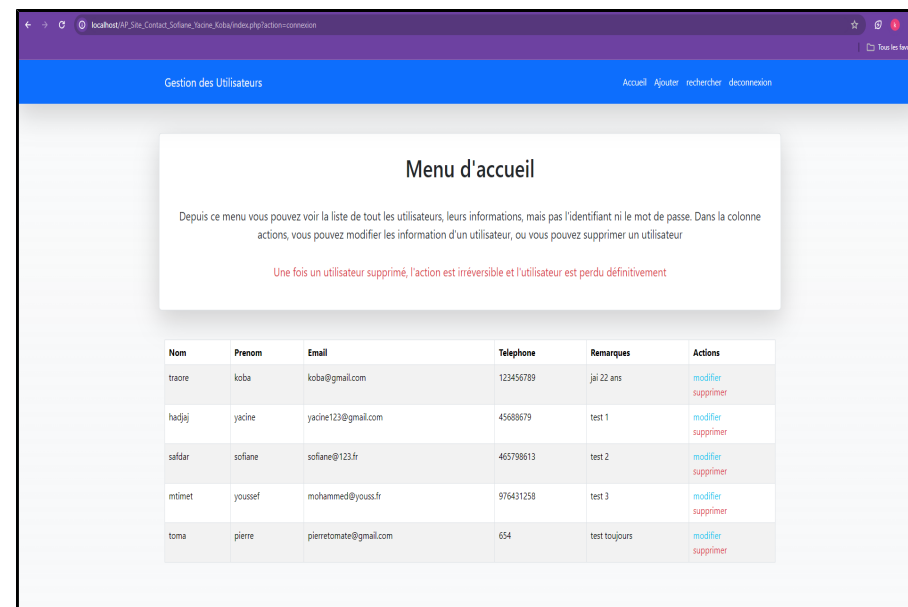 localhost/AP_Site_Contact_Sofiane_Yacine_Koba/index.php?action=connexion
Tous les favo
Gestion des Utilisateurs Accueil Ajouter rechercher deconnexion
Menu d'accueil
Depuis ce menu vous pouvez voir la liste de tout les utilisateurs, leurs informations, mais pas l'identifiant ni le mot de passe. Dans la colonne
actions, vous pouvez modifier les information d'un utilisateur, ou vous pouvez supprimer un utilisateur
Une fois un utilisateur supprimé, l'action est irréversible et l'utilisateur est perdu définitivement
Nom Prenom Email Telephone Remarques Actions
traore koba koba@gmail.com 123456789 jai 22 ans modifier
supprimer
hadjaj yacine yacine123@gmail.com 45688679 test 1 modifier
supprimer
safdar sofiane sofiane@123.fr 465798613 test 2 modifier
supprimer
mtimet youssef mohammed@youss.fr 976431258 test 3 modifier
supprimer
toma pierre pierretomate@gmail.com 654 test toujours modifier
supprimer